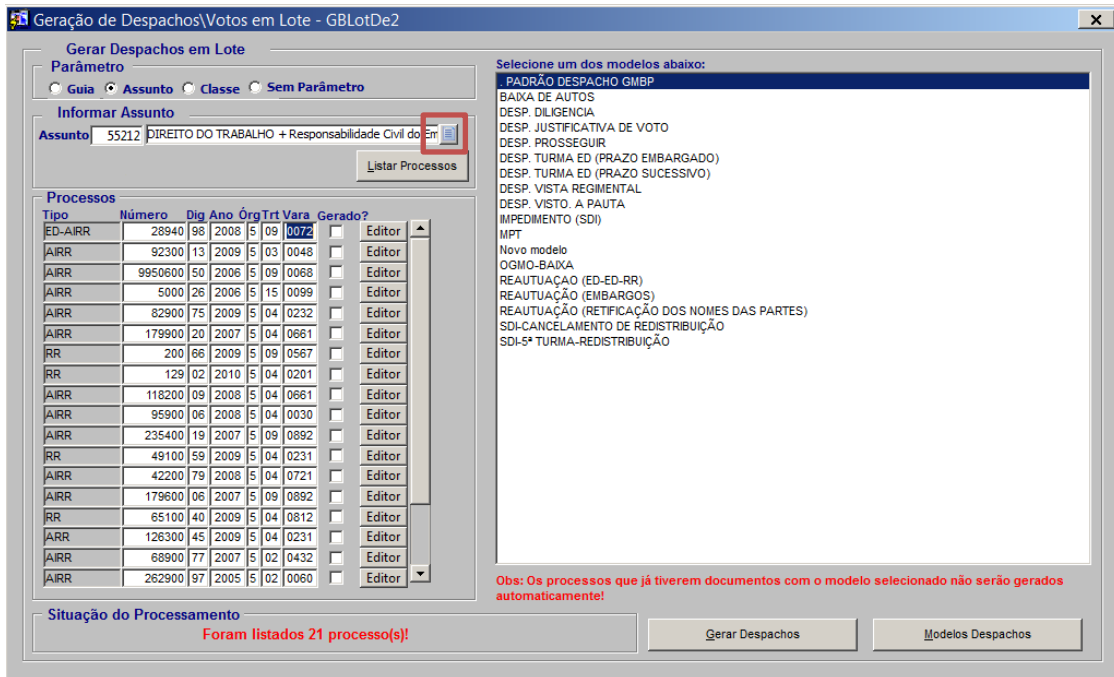 Geração de Despachos\Votos em Lote - GBLotDe2
Gerar Despachos em Lote
Parâmetro
Guia Assunto Classe Sem Parâmetro
Informar Assunto
Assunto 55212 DIREITO DO TRABALHO + Responsabilidade Civil do Em
Listar Processos
Processos
Tipo Número Dig Ano Órg Trt Vara Gerado?
ED-AIRR 28940 98 2008 5 09 0072 Editor
AIRR 92300 13 2009 5 03 0048 Editor
AIRR 9950600 50 2006 5 09 0068 Editor
AIRR 5000 26 2006 5 15 0099 Editor
AIRR 82900 75 2009 5 04 0232 Editor
AIRR 179900 20 2007 5 04 0661 Editor
RR 200 66 2009 5 09 0567 Editor
RR 129 02 2010 5 04 0201 Editor
AIRR 118200 09 2008 5 04 0661 Editor
AIRR 95900 06 2008 5 04 0030 Editor
AIRR 235400 19 2007 5 09 0892 Editor
RR 49100 59 2009 5 04 0231 Editor
AIRR 42200 79 2008 5 04 0721 Editor
AIRR 179600 06 2007 5 09 0892 Editor
RR 65100 40 2009 5 04 0812 Editor
ARR 126300 45 2009 5 04 0231 Editor
AIRR 68900 77 2007 5 02 0432 Editor
AIRR 262900 97 2005 5 02 0060 Editor
Situação do Processamento
Foram listados 21 processo(s)!
Selecione um dos modelos abaixo:
. PADRÃO DESPACHO GMBP
BAIXA DE AUTOS
DESP. DILIGENCIA
DESP. JUSTIFICATIVA DE VOTO
DESP. PROSSEGUIR
DESP. TURMA ED (PRAZO EMBARGADO)
DESP. TURMA ED (PRAZO SUCESSIVO)
DESP. VISTA REGIMENTAL
DESP. VISTO. A PAUTA
IMPEDIMENTO (SDI)
MPT
Novo modelo
OGMO-BAIXA
REAUTUAÇAO (ED-ED-RR)
REAUTUAÇÃO (EMBARGOS)
REAUTUAÇÃO (RETIFICAÇÃO DOS NOMES DAS PARTES)
SDI-CANCELAMENTO DE REDISTRIBUIÇÃO
SDI-5ª TURMA-REDISTRIBUIÇÃO
Obs: Os processos que já tiverem documentos com o modelo selecionado não serão gerados
automaticamente!
Gerar Despachos
Modelos Despachos